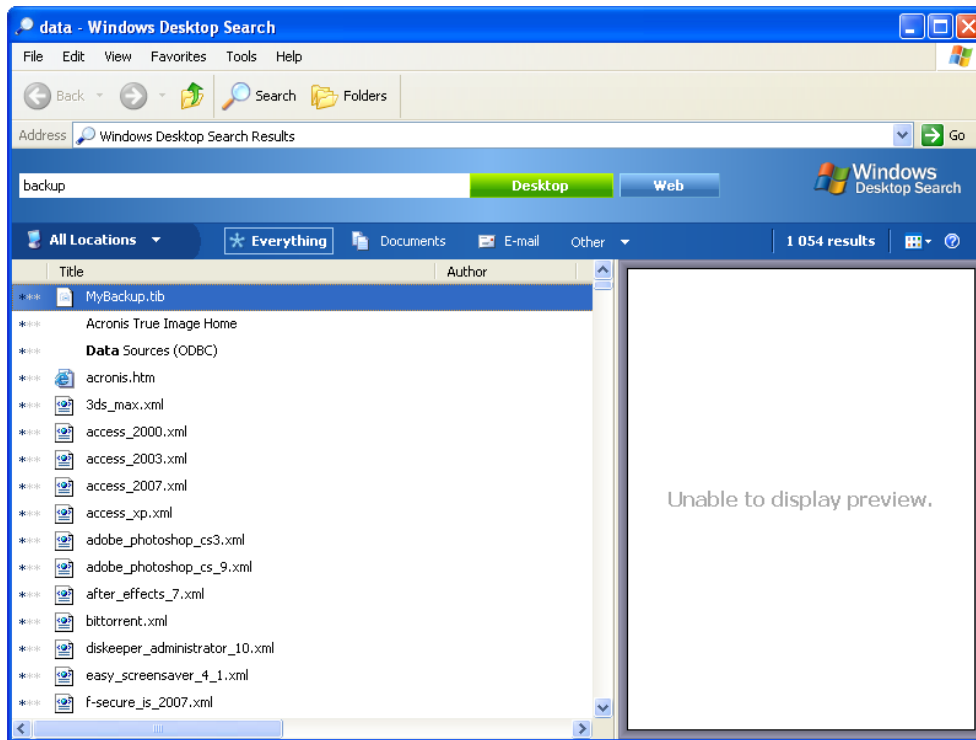 data - Windows Desktop Search
File Edit View Favorites Tools Help
Back Search Folders
Address Windows Desktop Search Results Go
backup Desktop Web Windows
Desktop Search
All Locations Everything Documents E-mail Other 1 054 results
Title Author
MyBackup.tib
Acronis True Image Home
Data Sources (ODBC)
acronis.htm
3ds_max.xml
access_2000.xml
access_2003.xml
access_2007.xml
access_xp.xml
adobe_photoshop_cs3.xml
adobe_photoshop_cs_9.xml
after_effects_7.xml
bittorrent.xml
diskeeper_administrator_10.xml
easy_screensaver_4_1.xml
f-secure_is_2007.xml
Unable to display preview.